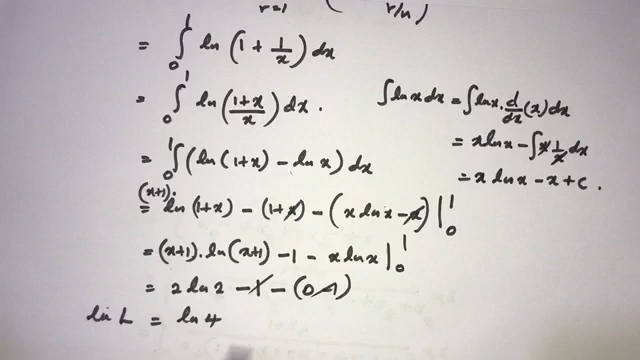 r=1 ( r/n )
= ∫₀¹ ln (1 + 1/x) dx
= ∫₀¹ ln ((1+x)/x) dx .
∫ln x dx = ∫ln x. d/dx (x) dx
= x ln x - ∫x 1/x dx
= x ln x - x + c .
= ∫₀¹ (ln (1+x) - ln x) dx
(x+1).
= ln (1+x) - (1+x) - (x ln x - x) |₀¹
= (x+1). ln (x+1) - 1 - x ln x |₀¹
= 2 ln 2 - 1 - (0-1)
ln L = ln 4